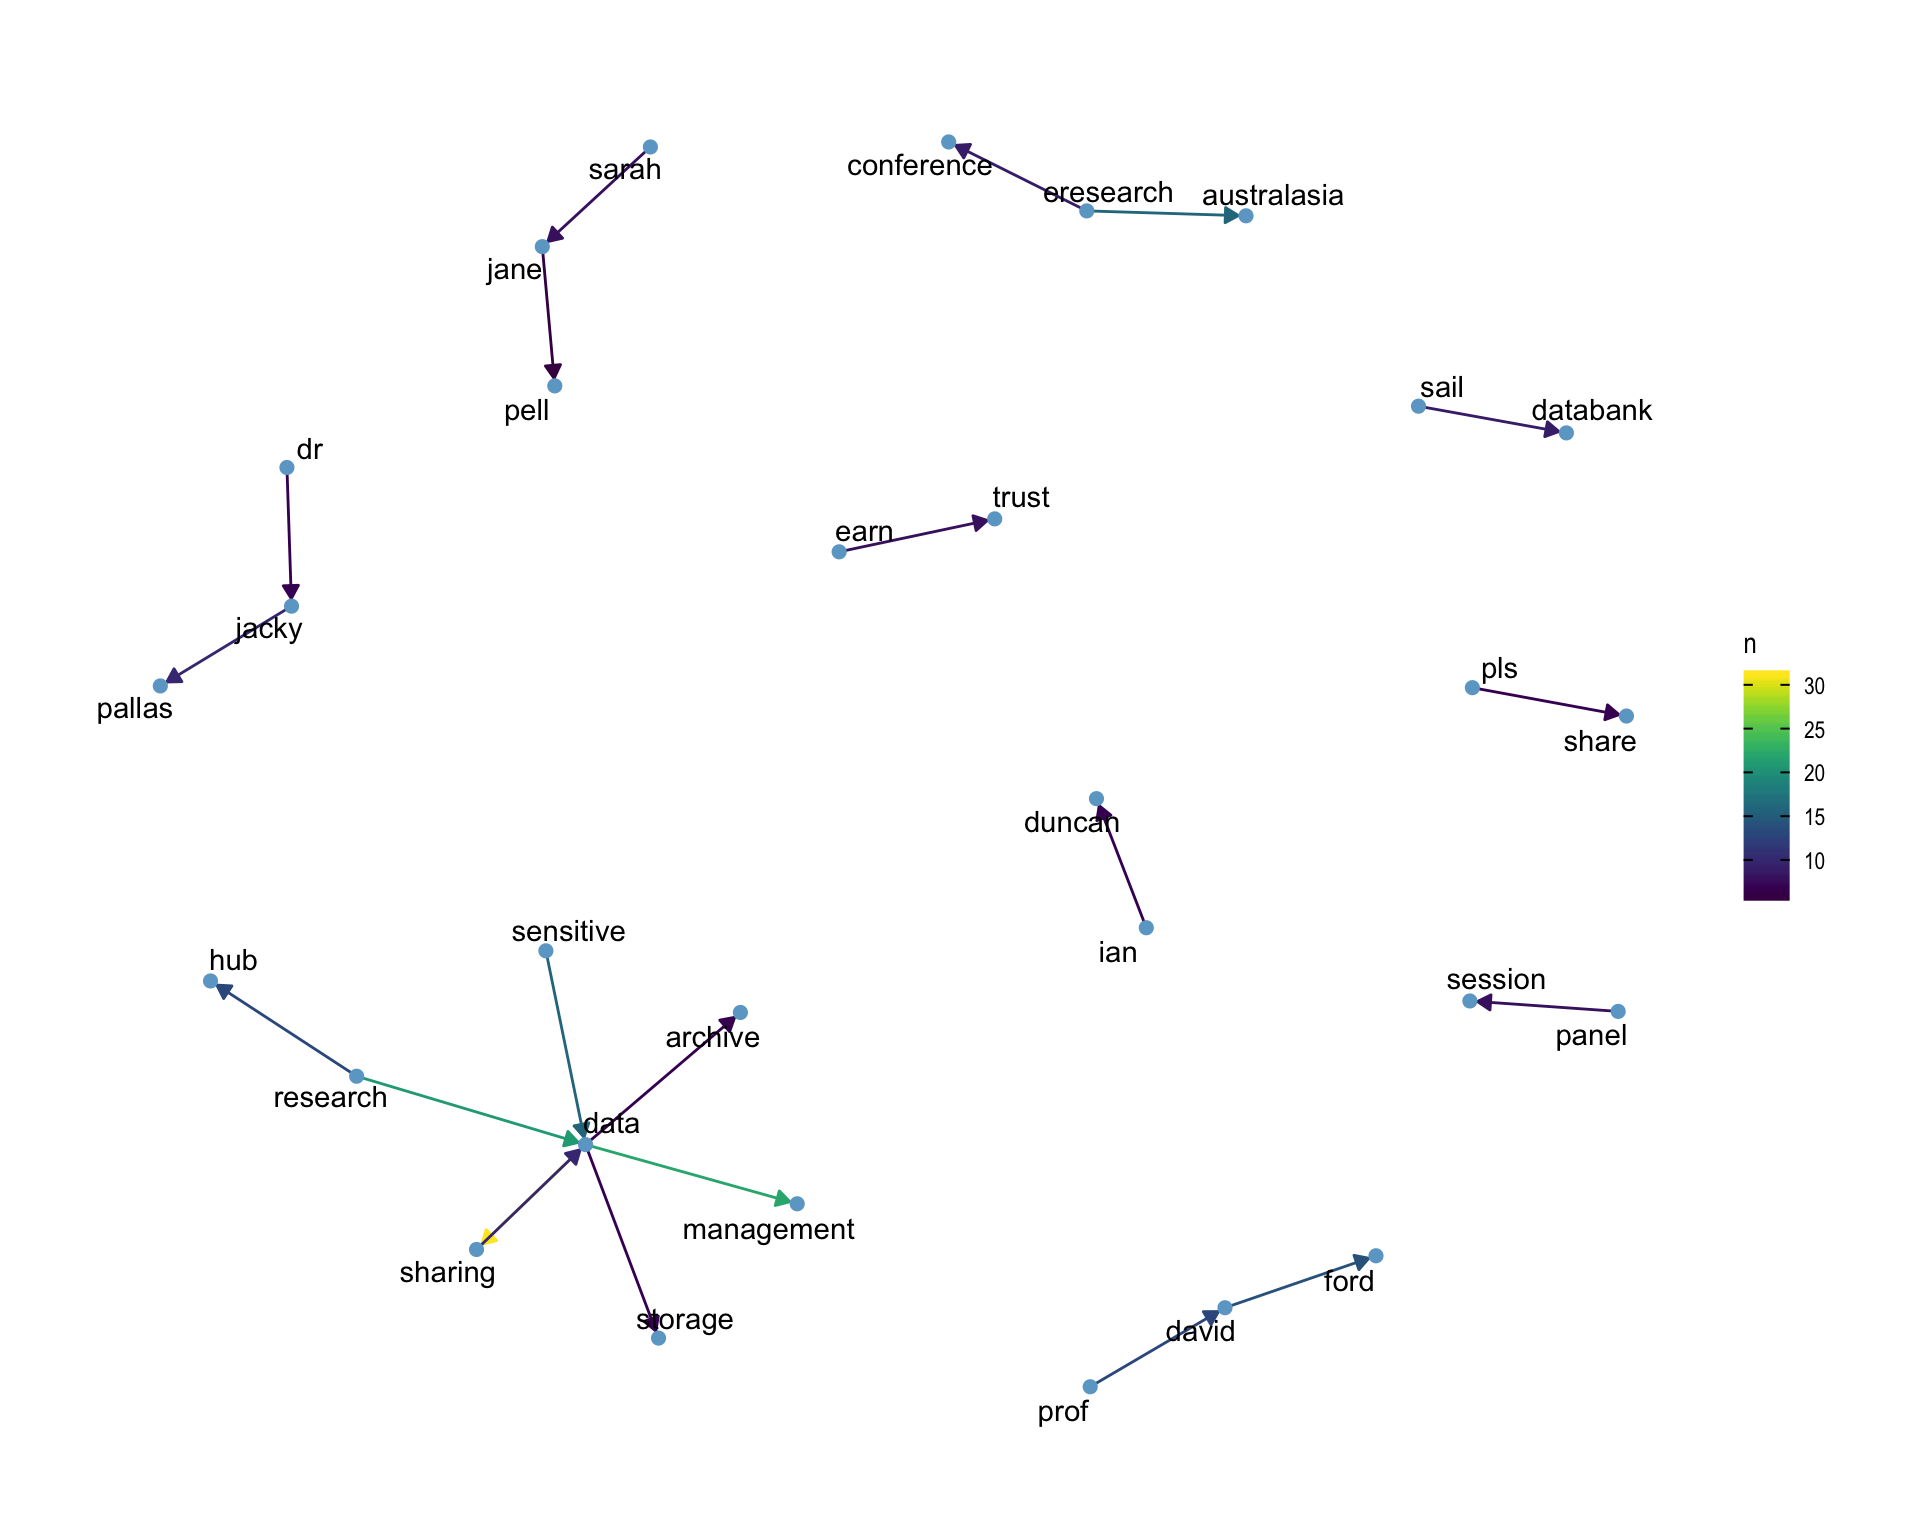 sarah
conference
eresearch
australasia
jane
pell
sail
databank
dr
trust
earn
jacky
pallas
n
pls
share
30
25
20
15
10
duncan
ian
sensitive
hub
session
archive
panel
research
data
management
sharing
storage
ford
david
prof